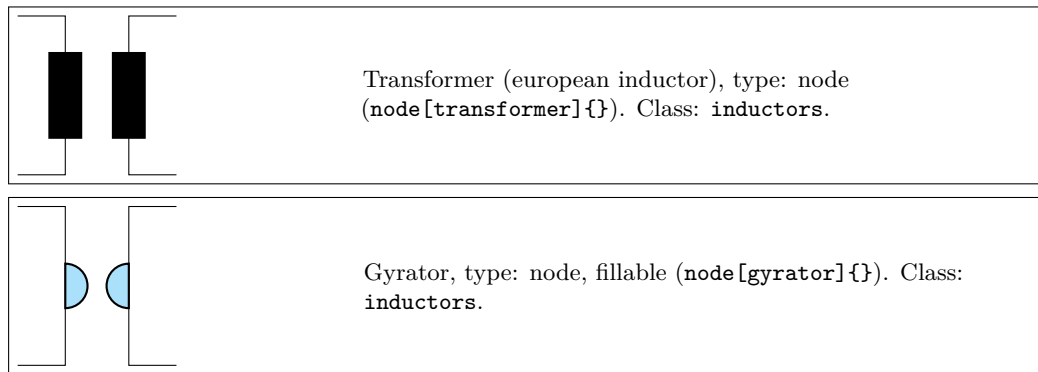 Transformer (european inductor), type: node
(node[transformer]{}). Class: inductors.
Gyrator, type: node, fillable (node[gyrator]{}). Class:
inductors.